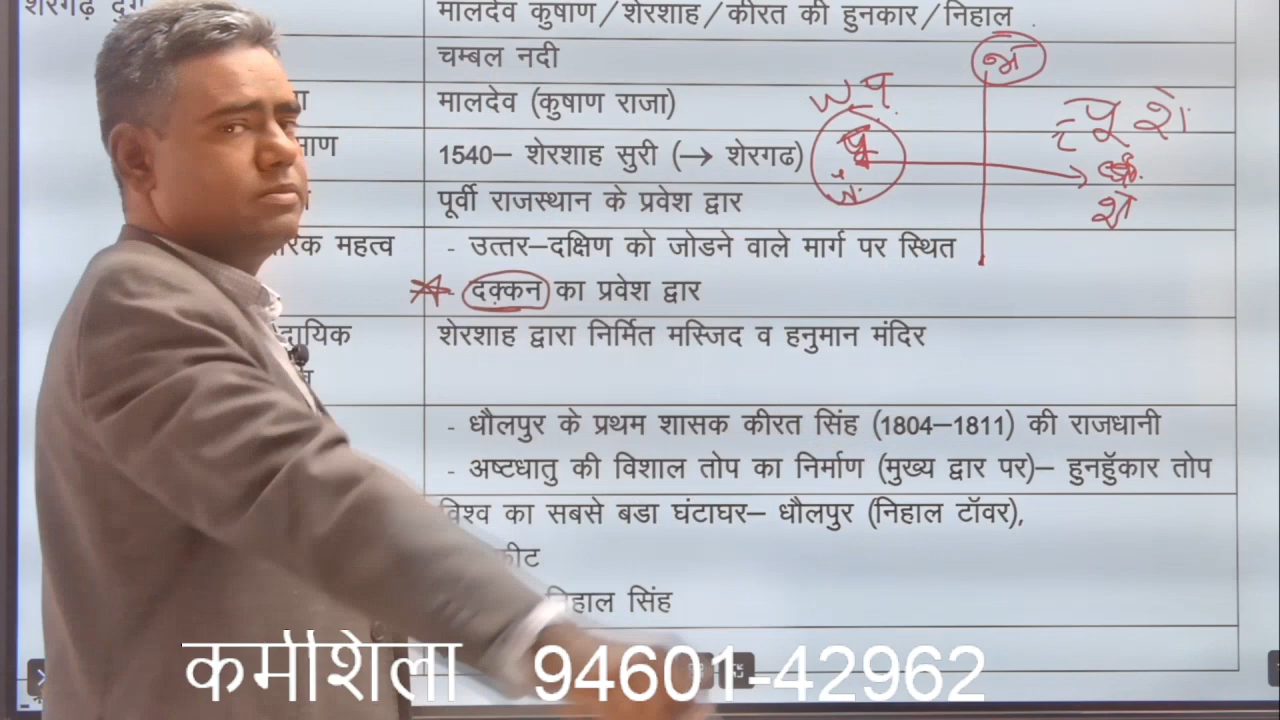 शेरगढ़ दुर्ग
मालदेव कुषाण/शेरशाह/कीरत की हुनकार/निहाल
चम्बल नदी
मालदेव (कुषाण राजा)
1540– शेरशाह सुरी (→ शेरगढ)
पूर्वी राजस्थान के प्रवेश द्वार
महत्व
- उत्तर–दक्षिण को जोडने वाले मार्ग पर स्थित
- दक्कन का प्रवेश द्वार
शेरशाह द्वारा निर्मित मस्जिद व हनुमान मंदिर
- धौलपुर के प्रथम शासक कीरत सिंह (1804–1811) की राजधानी
- अष्टधातु की विशाल तोप का निर्माण (मुख्य द्वार पर)– हुनहुँकार तोप
विश्व का सबसे बडा घंटाघर– धौलपुर (निहाल टॉवर),
निहाल सिंह
कर्मशिला 94601-42962